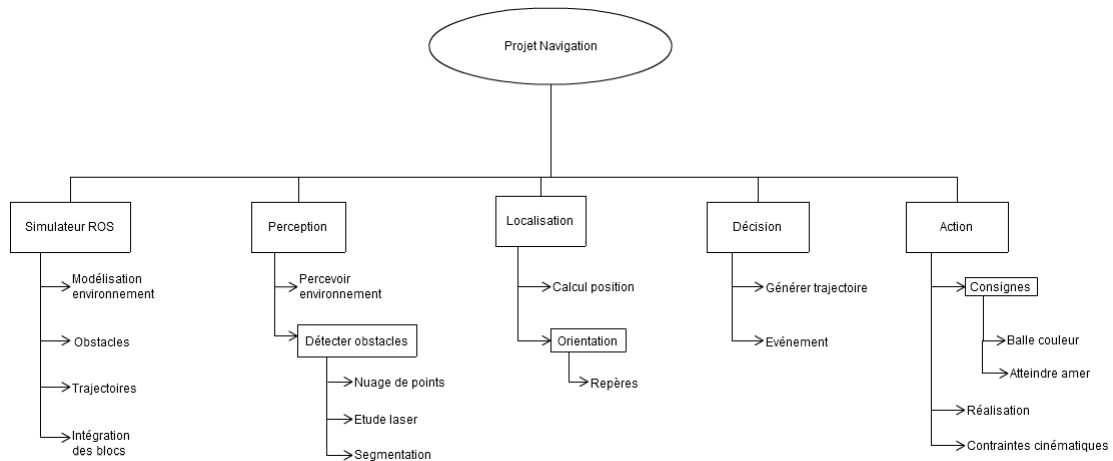 Projet Navigation
Simulateur ROS
Modélisation
environnement
Obstacles
Trajectoires
Intégration
des blocs
Perception
Percevoir
environnement
Détecter obstacles
Nuage de points
Etude laser
Segmentation
Localisation
Calcul position
Orientation
Repères
Décision
Générer trajectoire
Evénement
Action
Consignes
Balle couleur
Atteindre amer
Réalisation
Contraintes cinématiques